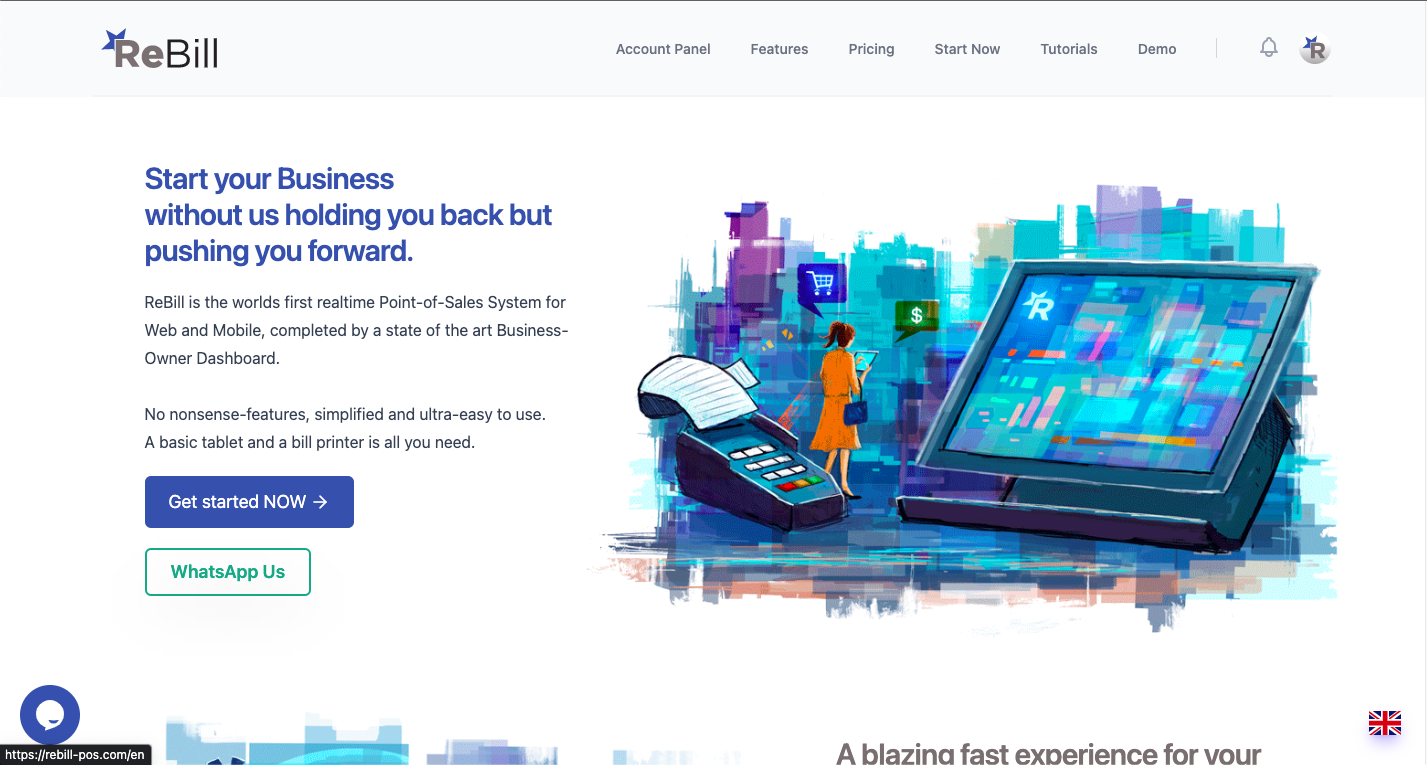 ReBill
Account Panel
Features
Pricing
Start Now
Tutorials
Demo
R
Start your Business
without us holding you back but
pushing you forward.
ReBill is the worlds first realtime Point-of-Sales System for
Web and Mobile, completed by a state of the art Business-
Owner Dashboard.
No nonsense-features, simplified and ultra-easy to use.
A basic tablet and a bill printer is all you need.
Get started NOW →
WhatsApp Us
$
R
A blazing fast experience for your
https://rebill-pos.com/en